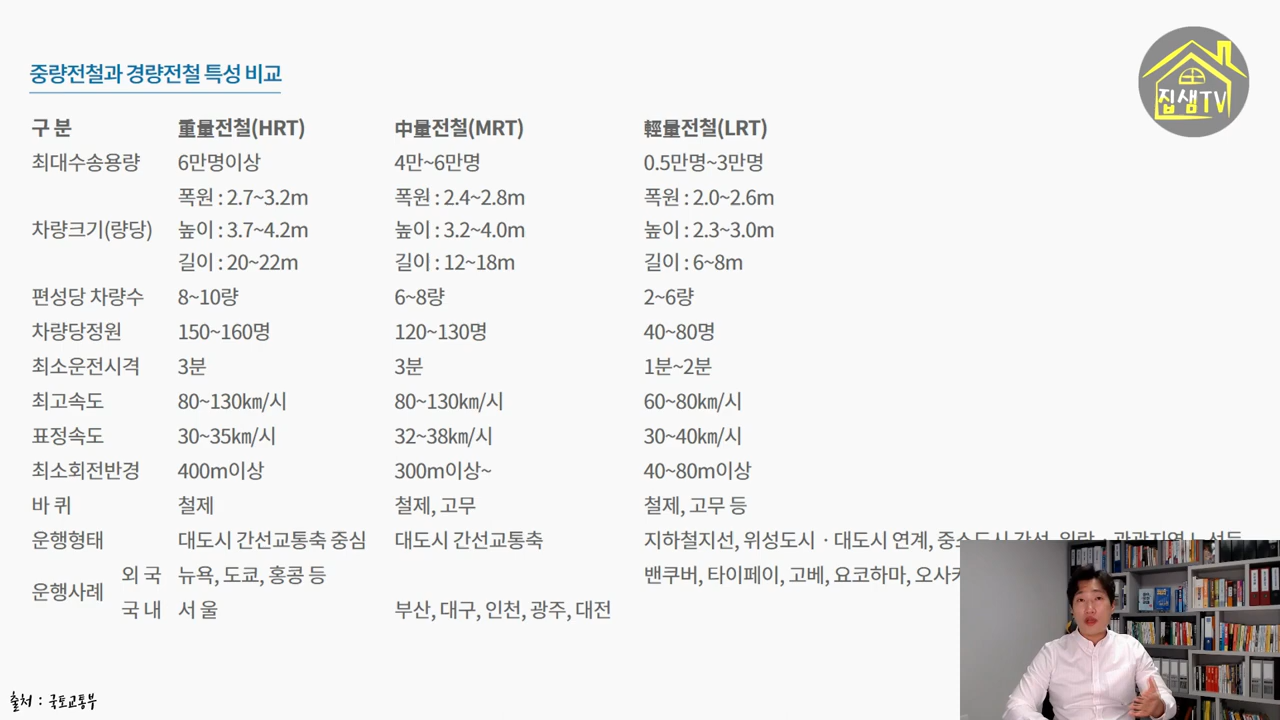 중량전철과 경량전철 특성 비교
집샘TV
구 분 重量전철(HRT) 中量전철(MRT) 輕量전철(LRT)
최대수송용량 6만명이상 4만~6만명 0.5만명~3만명
폭원 : 2.7~3.2m 폭원 : 2.4~2.8m 폭원 : 2.0~2.6m
차량크기(량당) 높이 : 3.7~4.2m 높이 : 3.2~4.0m 높이 : 2.3~3.0m
길이 : 20~22m 길이 : 12~18m 길이 : 6~8m
편성당 차량수 8~10량 6~8량 2~6량
차량당정원 150~160명 120~130명 40~80명
최소운전시격 3분 3분 1분~2분
최고속도 80~130㎞/시 80~130㎞/시 60~80㎞/시
표정속도 30~35㎞/시 32~38㎞/시 30~40㎞/시
최소회전반경 400m이상 300m이상~ 40~80m이상
바 퀴 철제 철제, 고무 철제, 고무 등
운행형태 대도시 간선교통축 중심 대도시 간선교통축 지하철지선, 위성도시 · 대도시 연계,
운행사례 외 국 뉴욕, 도쿄, 홍콩 등 밴쿠버, 타이페이, 고베, 요코하마,
국 내 서 울 부산, 대구, 인천, 광주, 대전
출처 : 국토교통부